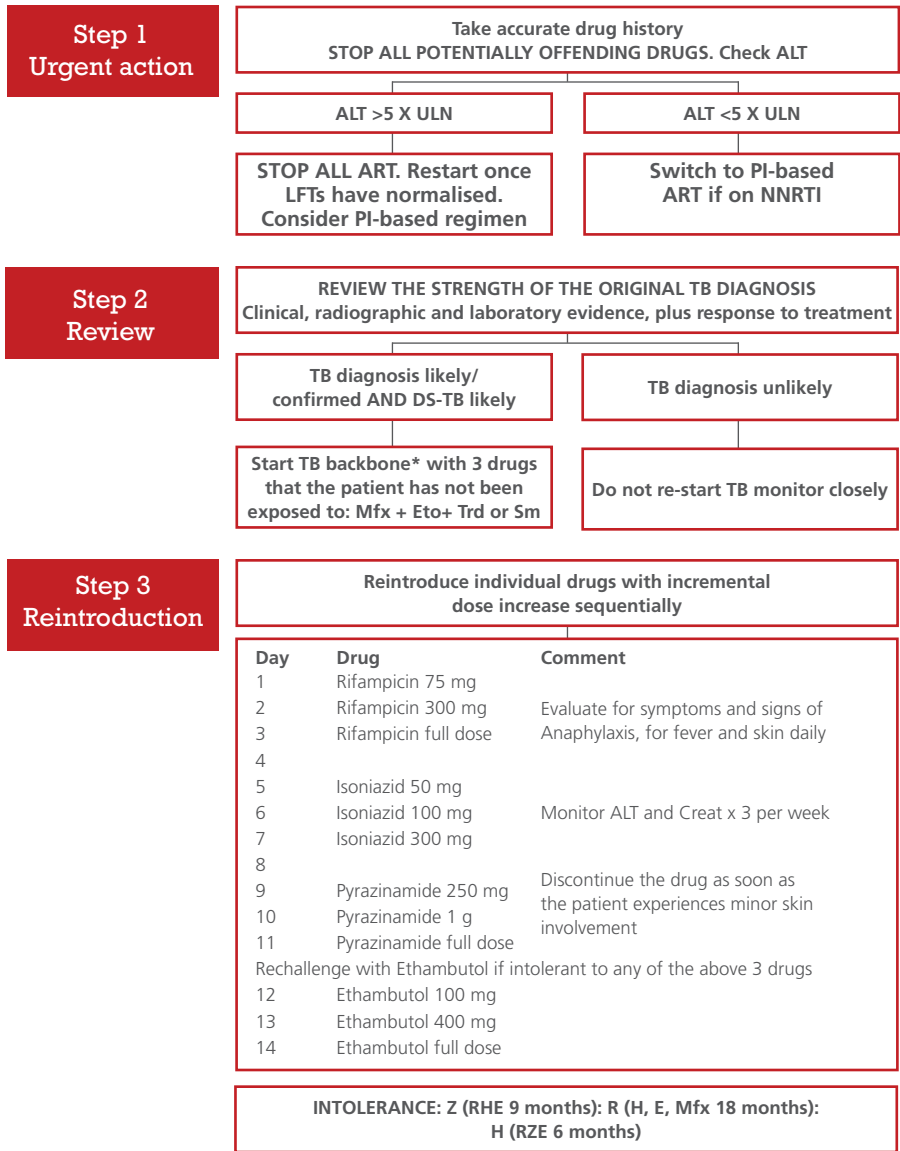 Step 1
Urgent action
Take accurate drug history
STOP ALL POTENTIALLY OFFENDING DRUGS. Check ALT
ALT >5 X ULN
ALT <5 X ULN
STOP ALL ART. Restart once
LFTs have normalised.
Consider PI-based regimen
Switch to PI-based
ART if on NNRTI
Step 2
Review
REVIEW THE STRENGTH OF THE ORIGINAL TB DIAGNOSIS
Clinical, radiographic and laboratory evidence, plus response to treatment
TB diagnosis likely/
confirmed AND DS-TB likely
TB diagnosis unlikely
Start TB backbone* with 3 drugs
that the patient has not been
exposed to: Mfx + Eto+ Trd or Sm
Do not re-start TB monitor closely
Step 3
Reintroduction
Reintroduce individual drugs with incremental
dose increase sequentially
Day Drug Comment
1 Rifampicin 75 mg
2 Rifampicin 300 mg Evaluate for symptoms and signs of
3 Rifampicin full dose Anaphylaxis, for fever and skin daily
4
5 Isoniazid 50 mg
6 Isoniazid 100 mg Monitor ALT and Creat x 3 per week
7 Isoniazid 300 mg
8
Discontinue the drug as soon as
9 Pyrazinamide 250 mg
the patient experiences minor skin
10 Pyrazinamide 1 g
involvement
11 Pyrazinamide full dose
Rechallenge with Ethambutol if intolerant to any of the above 3 drugs
12 Ethambutol 100 mg
13 Ethambutol 400 mg
14 Ethambutol full dose
INTOLERANCE: Z (RHE 9 months): R (H, E, Mfx 18 months):
H (RZE 6 months)